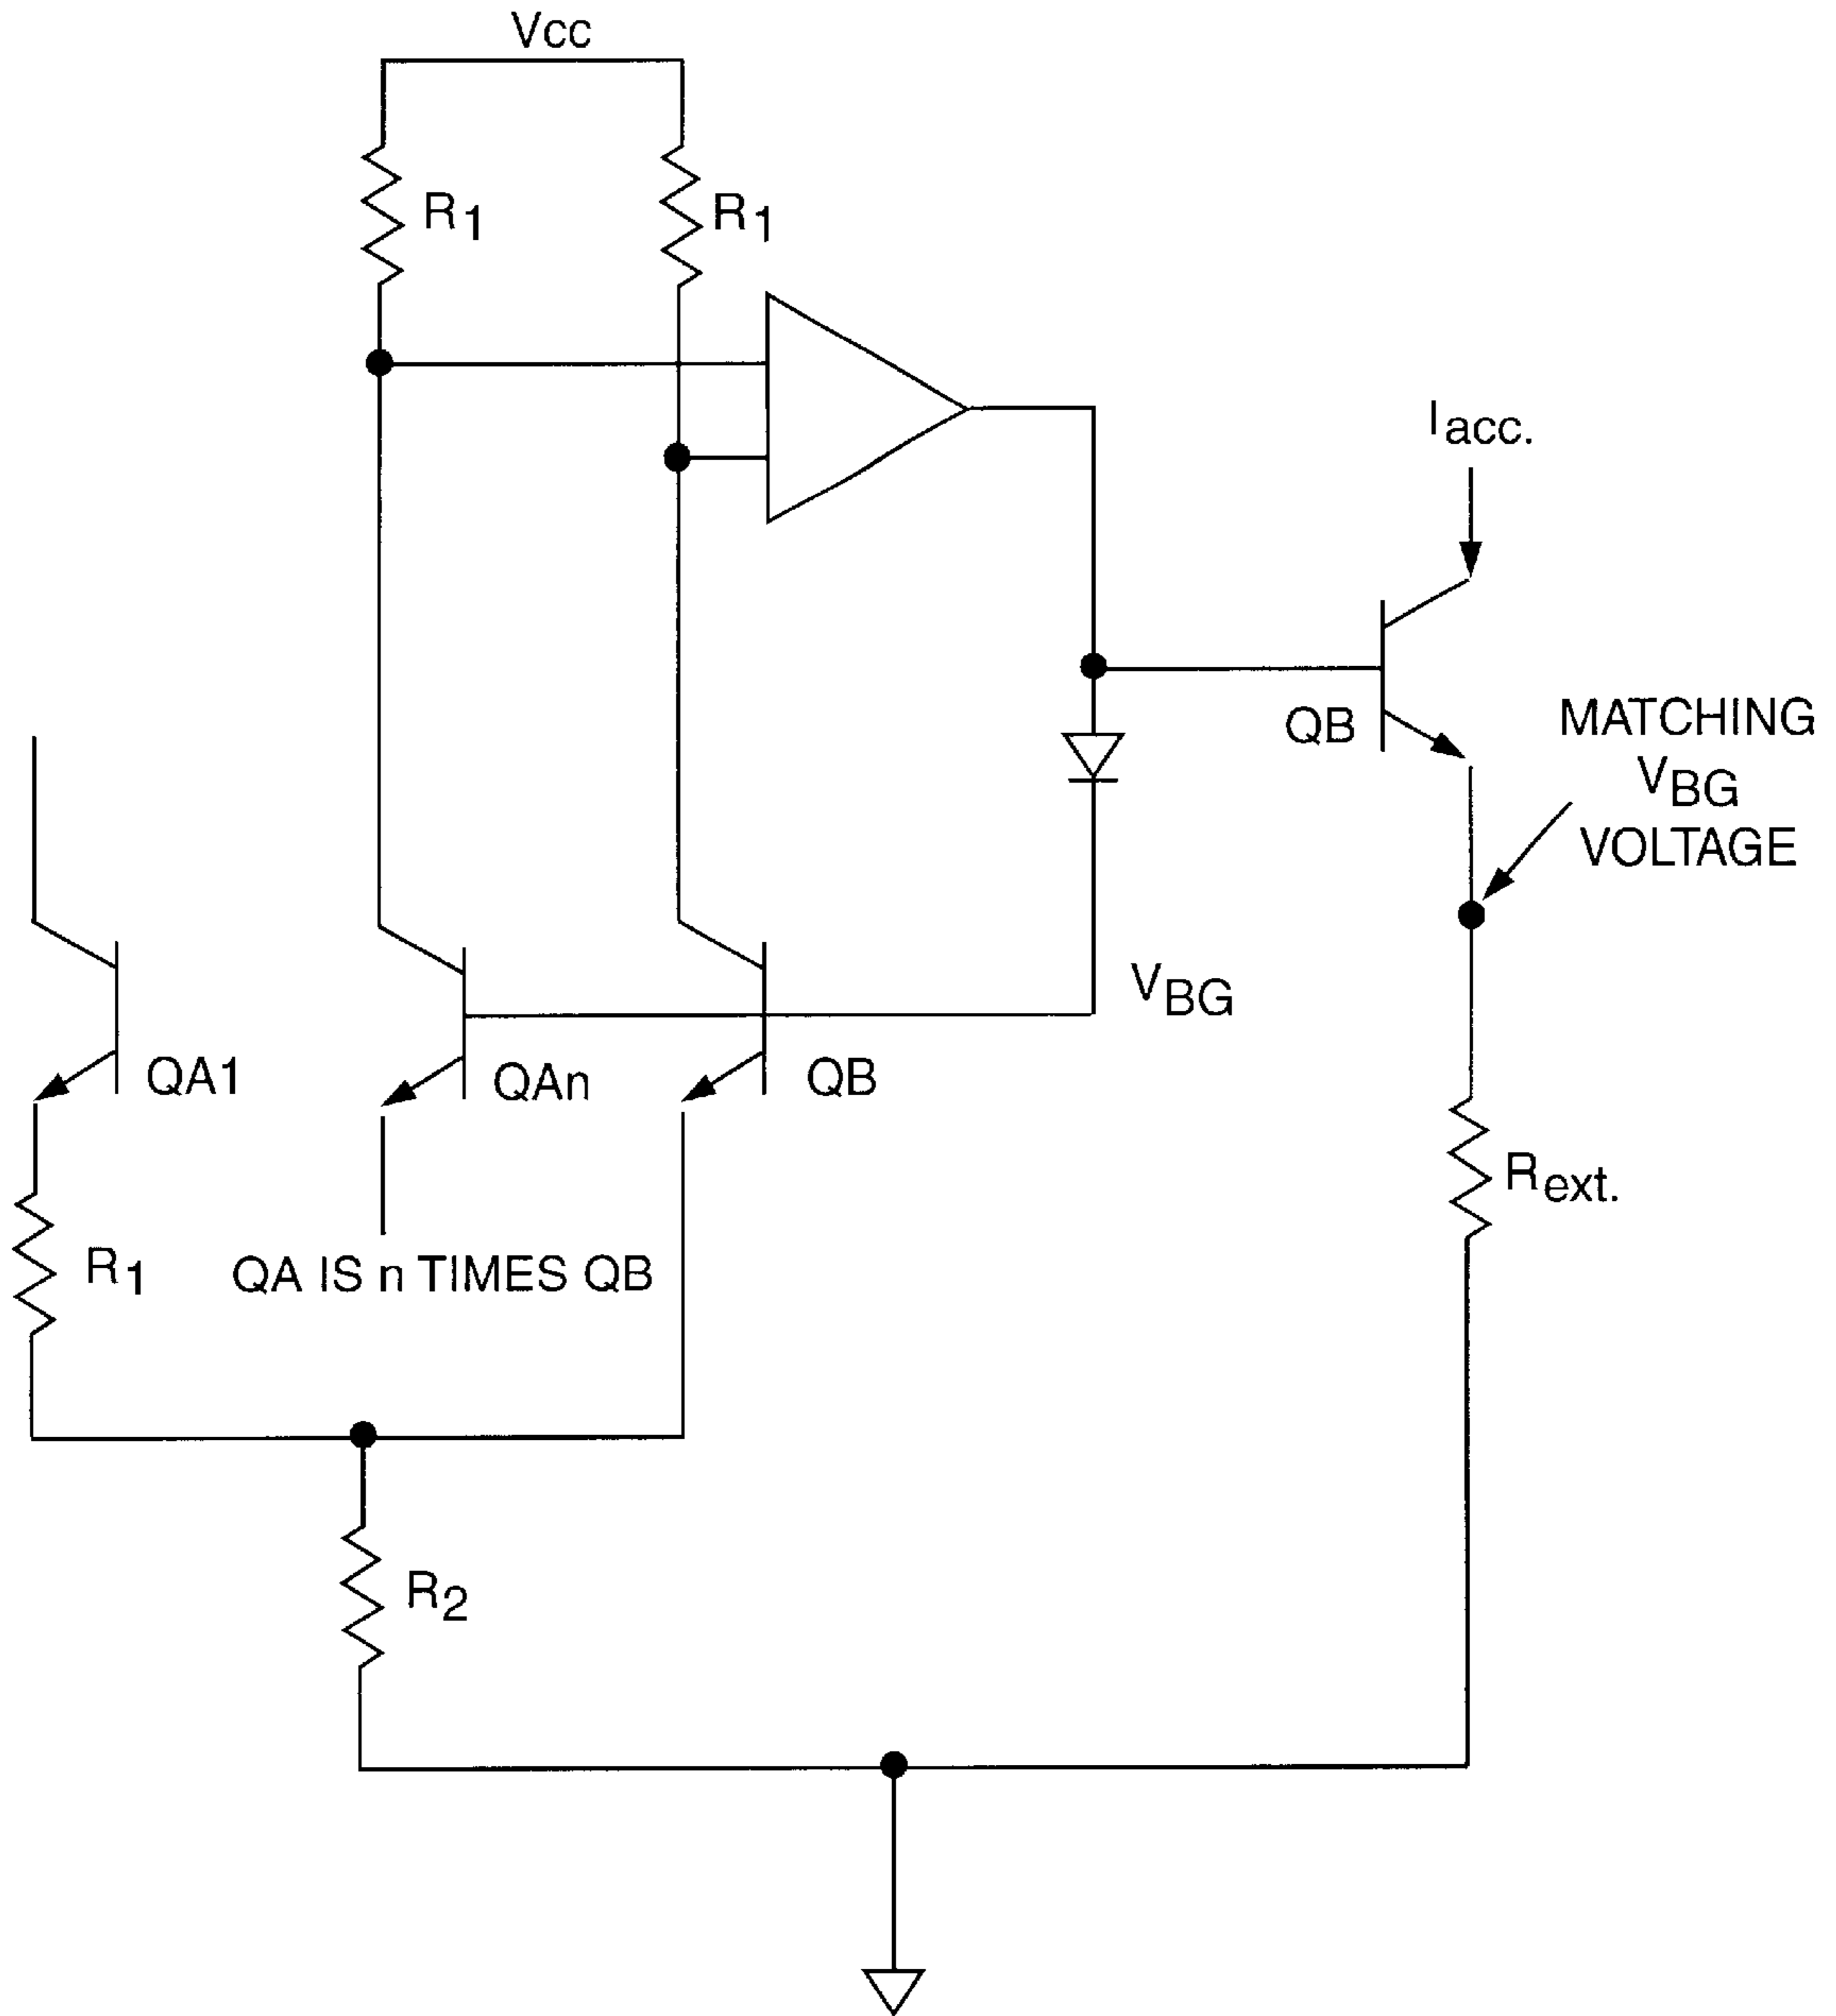 Vcc
R1
R1
Iacc.
QB
MATCHING
VBG
VOLTAGE
VBG
QA1
QAn
QB
Rext.
R1
QA IS n TIMES QB
R2